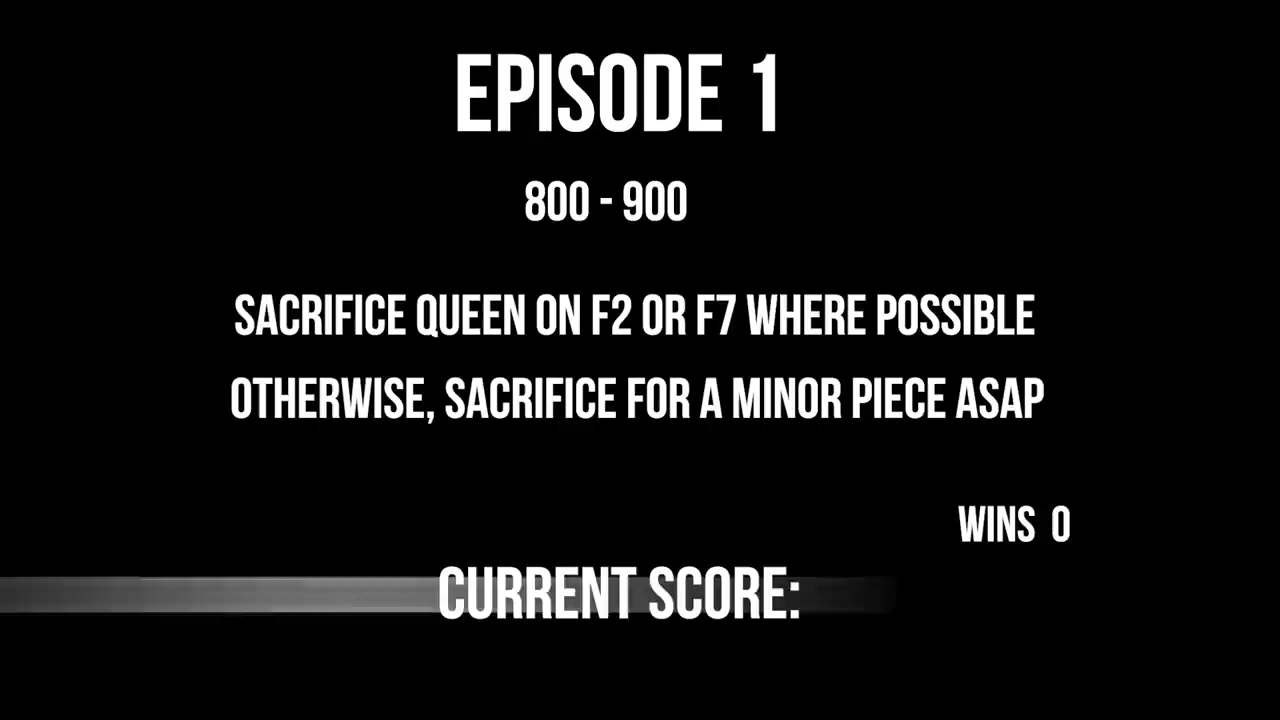 EPISODE 1
800 - 900
SACRIFICE QUEEN ON F2 OR F7 WHERE POSSIBLE
OTHERWISE, SACRIFICE FOR A MINOR PIECE ASAP
WINS 0
CURRENT SCORE: